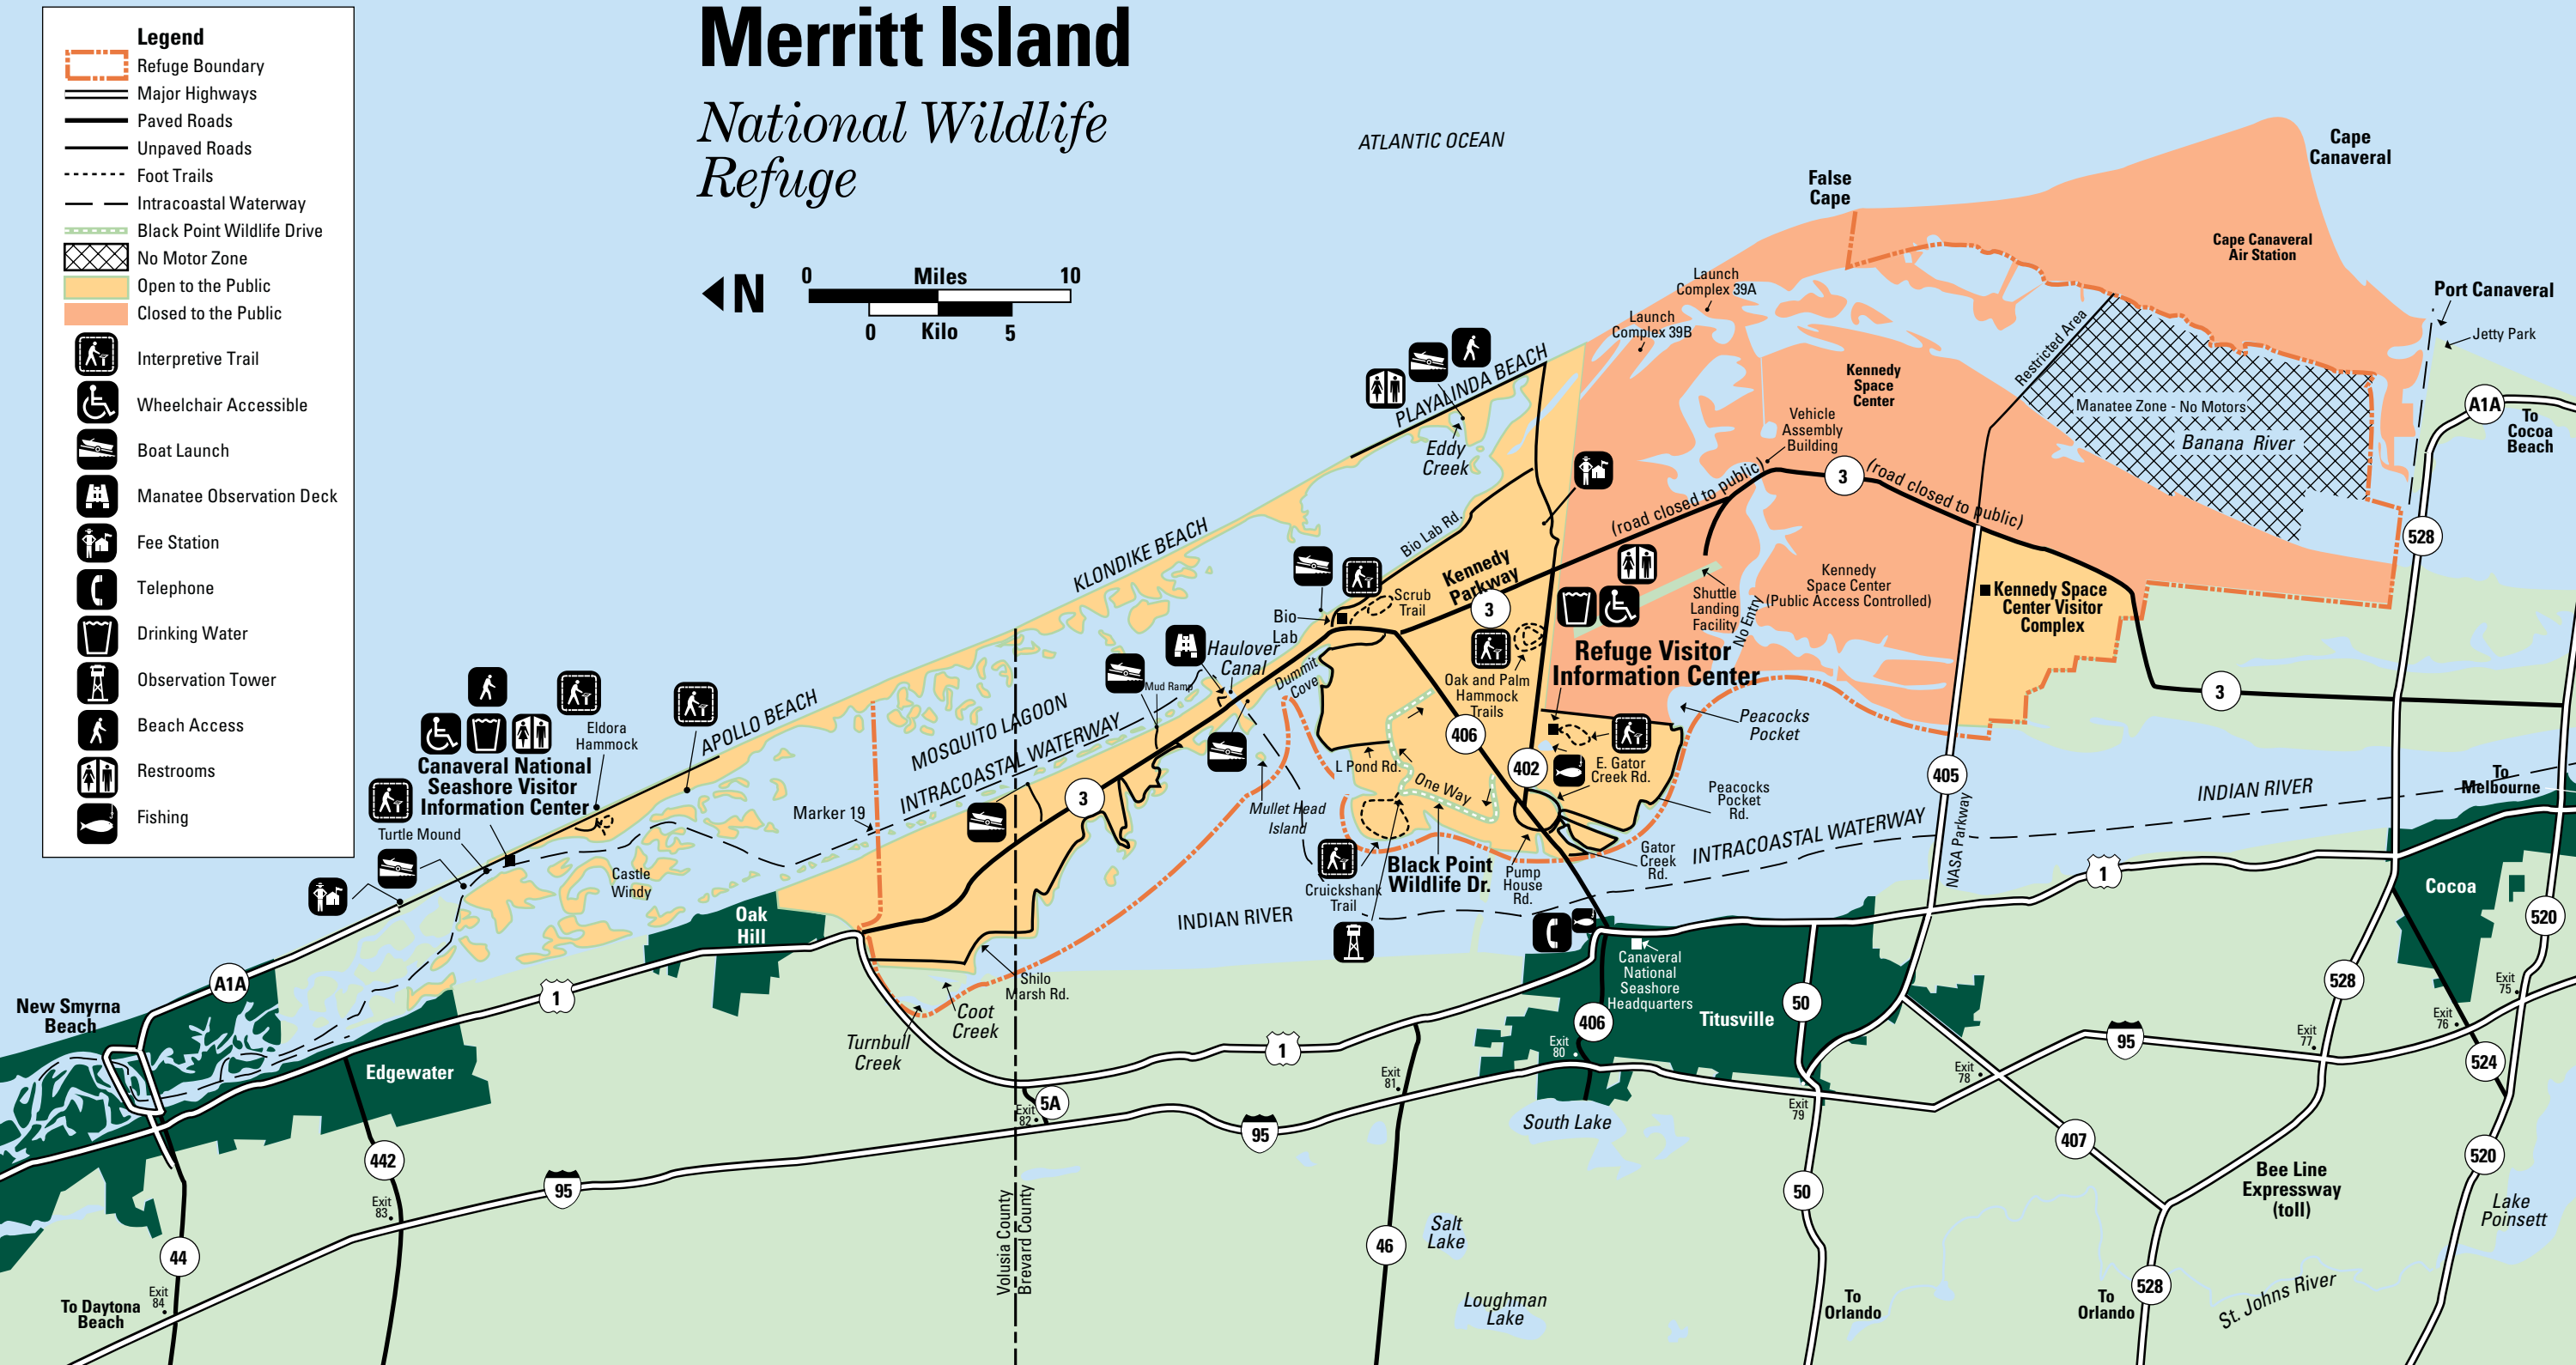 Merritt Island
National Wildlife
Refuge
Legend
Refuge Boundary
Major Highways
Paved Roads
Unpaved Roads
Foot Trails
Intracoastal Waterway
Black Point Wildlife Drive
No Motor Zone
Open to the Public
Closed to the Public
Interpretive Trail
Wheelchair Accessible
Boat Launch
Manatee Observation Deck
Fee Station
Telephone
Drinking Water
Observation Tower
Beach Access
Restrooms
Fishing
N
0 Miles 10
0 Kilo 5
ATLANTIC OCEAN
False
Cape
Cape
Canaveral
Cape Canaveral
Air Station
Port Canaveral
Jetty Park
A1A
To
Cocoa
Beach
Launch
Complex 39A
Launch
Complex 39B
Restricted Area
Kennedy
Space
Center
Manatee Zone - No Motors
Banana River
Vehicle
Assembly
Building
PLAYALINDA BEACH
Eddy
Creek
(road closed to public)
3
(road closed to public)
528
Bio Lab Rd.
Kennedy
Parkway
3
KLONDIKE BEACH
Scrub
Trail
Bio
Lab
Shuttle
Landing
Facility
No Entry
Kennedy
Space Center
(Public Access Controlled)
Kennedy Space
Center Visitor
Complex
3
Refuge Visitor
Information Center
Oak and Palm
Hammock
Trails
Peacocks
Pocket
Haulover
Canal
Dummit
Cove
Mud Ramp
406
402
L Pond Rd.
One Way
E. Gator
Creek Rd.
Peacocks
Pocket
Rd.
405
NASA Parkway
INDIAN RIVER
To
Melbourne
Eldora
Hammock
APOLLO BEACH
MOSQUITO LAGOON
INTRACOASTAL WATERWAY
Canaveral National
Seashore Visitor
Information Center
Turtle Mound
Marker 19
3
Mullet Head
Island
Castle
Windy
Cruickshank
Trail
Black Point
Wildlife Dr.
Pump
House
Rd.
Gator
Creek
Rd.
INTRACOASTAL WATERWAY
1
Cocoa
520
INDIAN RIVER
Oak
Hill
A1A
1
New Smyrna
Beach
Edgewater
Shilo
Marsh Rd.
Coot
Creek
Turnbull
Creek
Canaveral
National
Seashore
Headquarters
406
Titusville
50
Exit
80
528
Exit
75
Exit
76
Exit
77
95
524
1
Exit
81
5A
Exit
82
95
Exit
79
Exit
78
407
South Lake
442
Exit
83
95
44
Exit
84
To Daytona
Beach
Volusia County
Brevard County
46
Salt
Lake
Loughman
Lake
50
To
Orlando
Bee Line
Expressway
(toll)
528
To
Orlando
St. Johns River
520
Lake
Poinsett